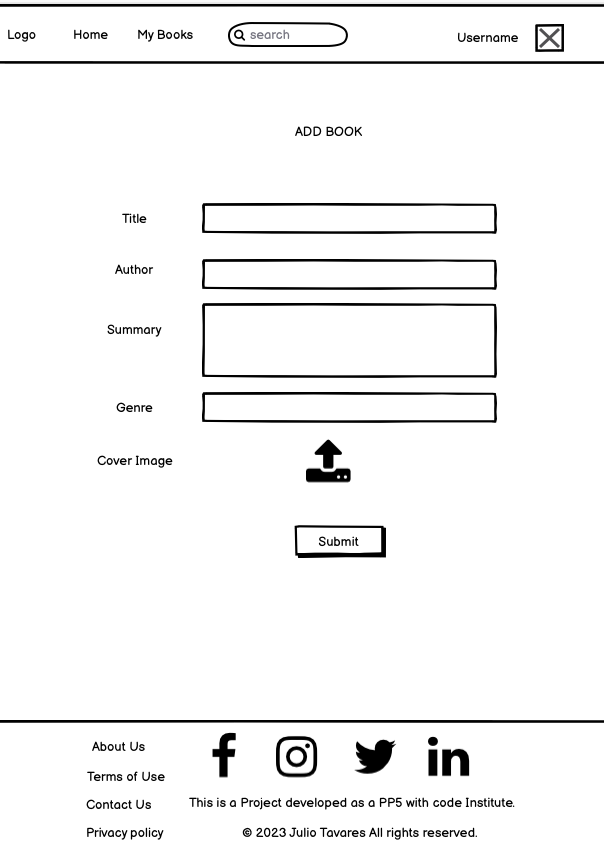 Logo Home My Books search Username
ADD BOOK
Title
Author
Summary
Genre
Cover Image
Submit
About Us
Terms of Use
Contact Us
Privacy policy
This is a Project developed as a PP5 with code Institute.
© 2023 Julio Tavares All rights reserved.